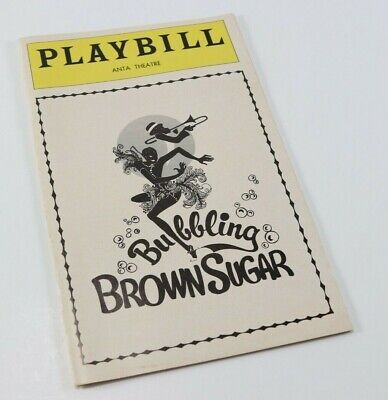 PLAYBILL
ANTA THEATRE
Bubbling
BROWN SUGAR